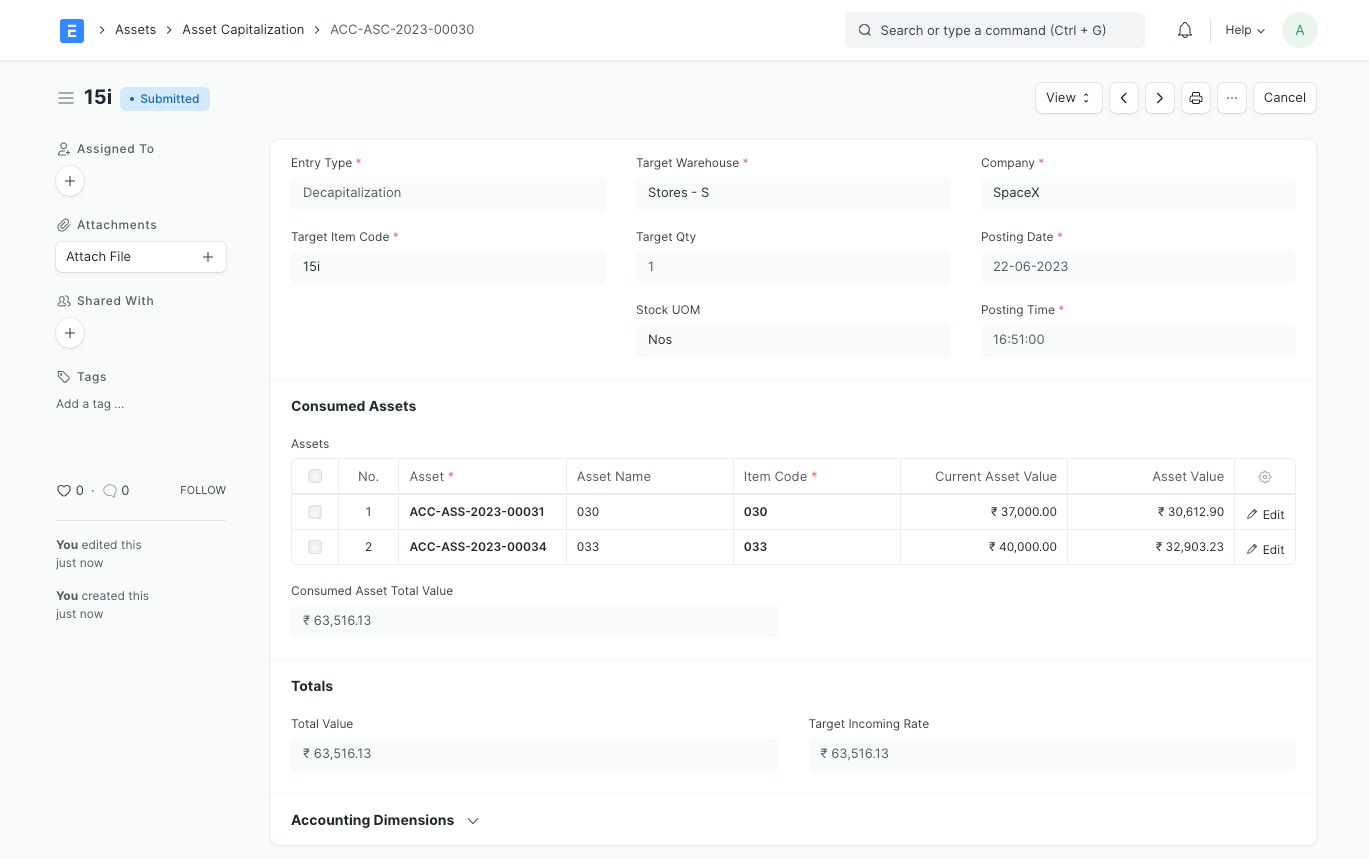 E
Assets
Asset Capitalization
ACC-ASC-2023-00030
Search or type a command (Ctrl + G)
Help
A
15i
• Submitted
View
...
Cancel
Assigned To
+
Attachments
Attach File +
Shared With
+
Tags
Add a tag ...
0 · 0 FOLLOW
You edited this
just now
You created this
just now
Entry Type *
Decapitalization
Target Warehouse *
Stores - S
Company *
SpaceX
Target Item Code *
15i
Target Qty
1
Posting Date *
22-06-2023
Stock UOM
Nos
Posting Time *
16:51:00
Consumed Assets
Assets
No. Asset * Asset Name Item Code * Current Asset Value Asset Value
1 ACC-ASS-2023-00031 030 030 ₹ 37,000.00 ₹ 30,612.90 Edit
2 ACC-ASS-2023-00034 033 033 ₹ 40,000.00 ₹ 32,903.23 Edit
Consumed Asset Total Value
₹ 63,516.13
Totals
Total Value
₹ 63,516.13
Target Incoming Rate
₹ 63,516.13
Accounting Dimensions